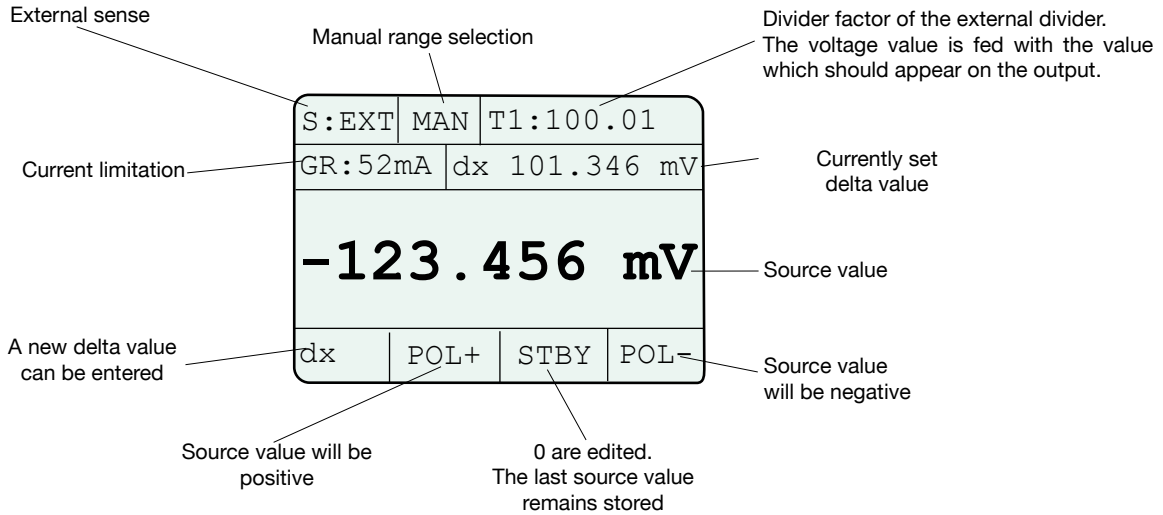 External sense
Manual range selection
Divider factor of the external divider.
The voltage value is fed with the value
which should appear on the output.
S:EXT MAN T1:100.01
Current limitation
GR:52mA dx 101.346 mV
Currently set
delta value
-123.456 mV
Source value
A new delta value
can be entered
dx POL+ STBY POL-
Source value
will be negative
Source value will be
positive
0 are edited.
The last source value
remains stored